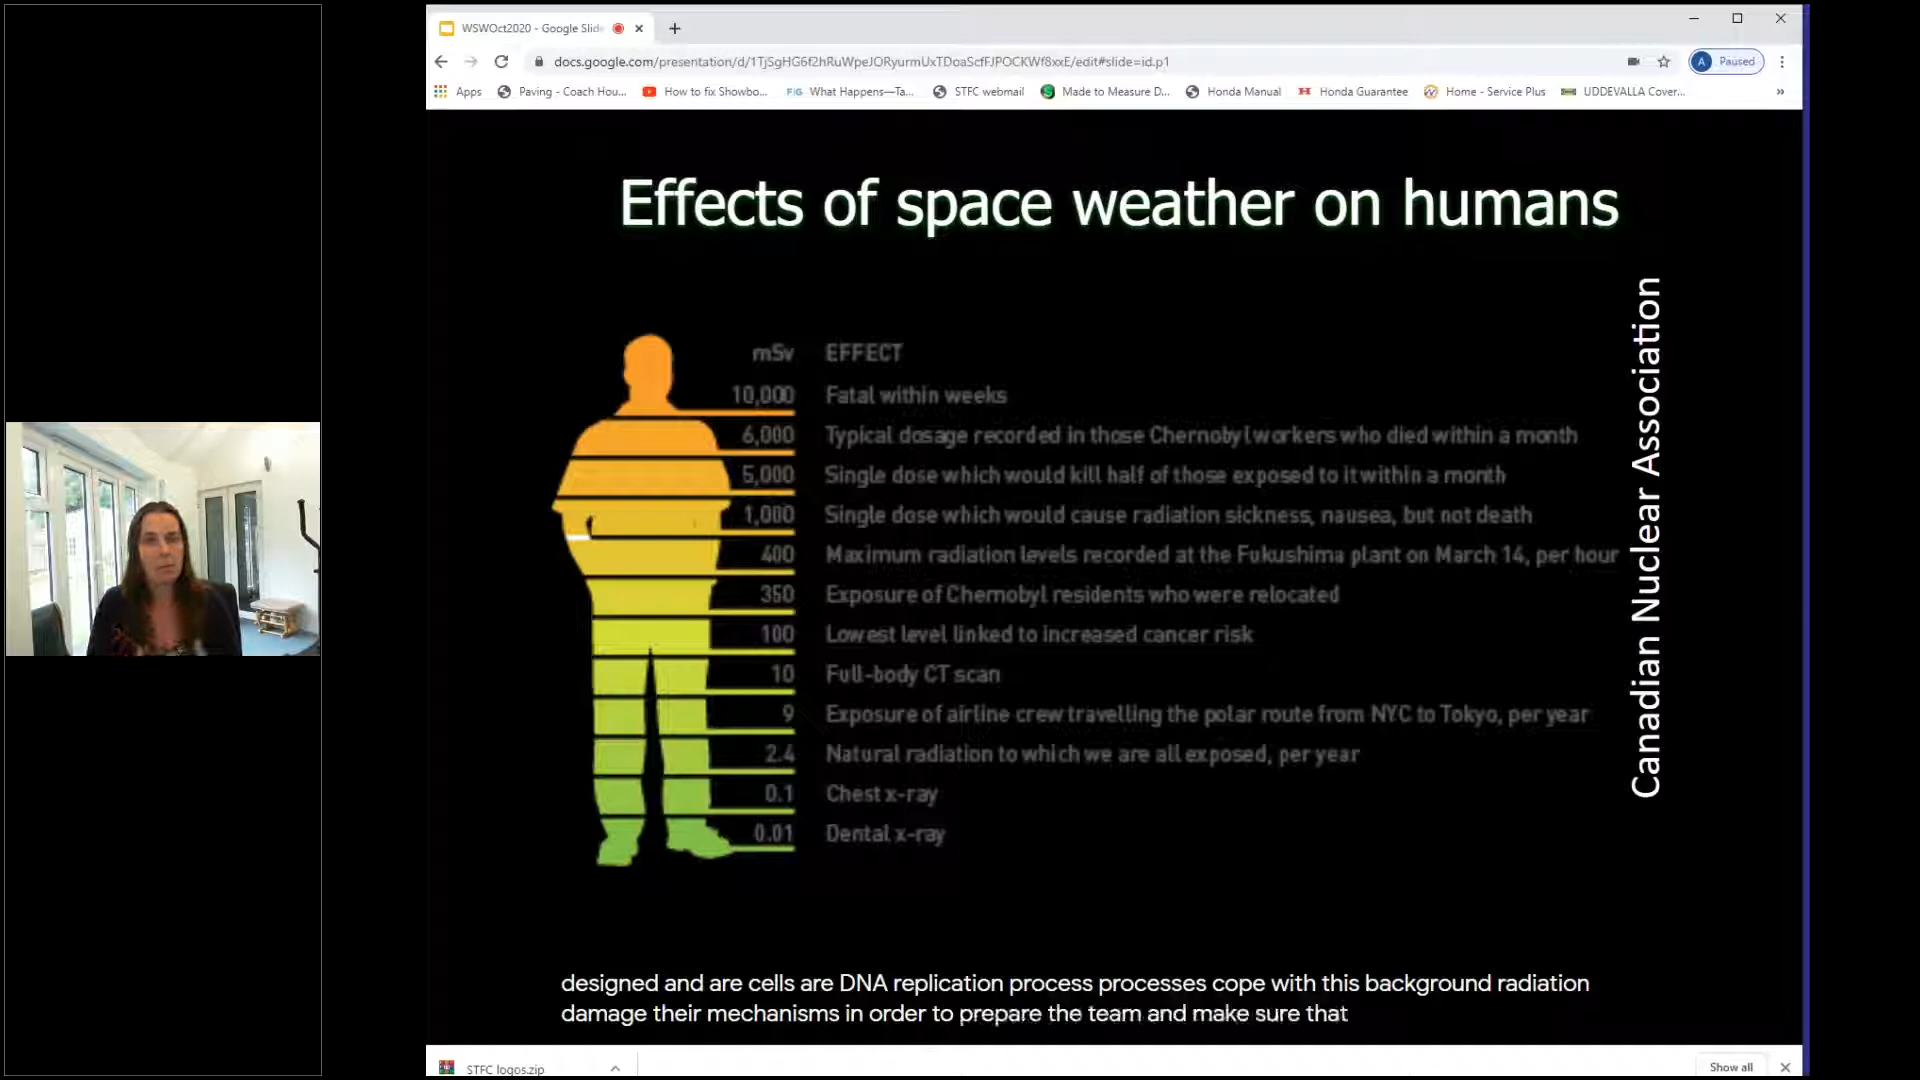 WSWOct2020 - Google Slid
docs.google.com/presentation/d/1TjSgHG6f2hRuWpeJORyurmUxTDoaScfFJPOCKWf8xxE/edit#slide=id.p1
A Paused
Apps
Paving - Coach Hou...
How to fix Showbo...
FIG What Happens—Ta...
STFC webmail
Made to Measure D...
Honda Manual
Honda Guarantee
Home - Service Plus
UDDEVALLA Cover...
»
Effects of space weather on humans
mSv EFFECT
10,000 Fatal within weeks
6,000 Typical dosage recorded in those Chernobyl workers who died within a month
5,000 Single dose which would kill half of those exposed to it within a month
1,000 Single dose which would cause radiation sickness, nausea, but not death
400 Maximum radiation levels recorded at the Fukushima plant on March 14, per hour
350 Exposure of Chernobyl residents who were relocated
100 Lowest level linked to increased cancer risk
10 Full-body CT scan
9 Exposure of airline crew travelling the polar route from NYC to Tokyo, per year
2.4 Natural radiation to which we are all exposed, per year
0.1 Chest x-ray
0.01 Dental x-ray
Canadian Nuclear Association
designed and are cells are DNA replication process processes cope with this background radiation
damage their mechanisms in order to prepare the team and make sure that
STFC logos.zip
Show all